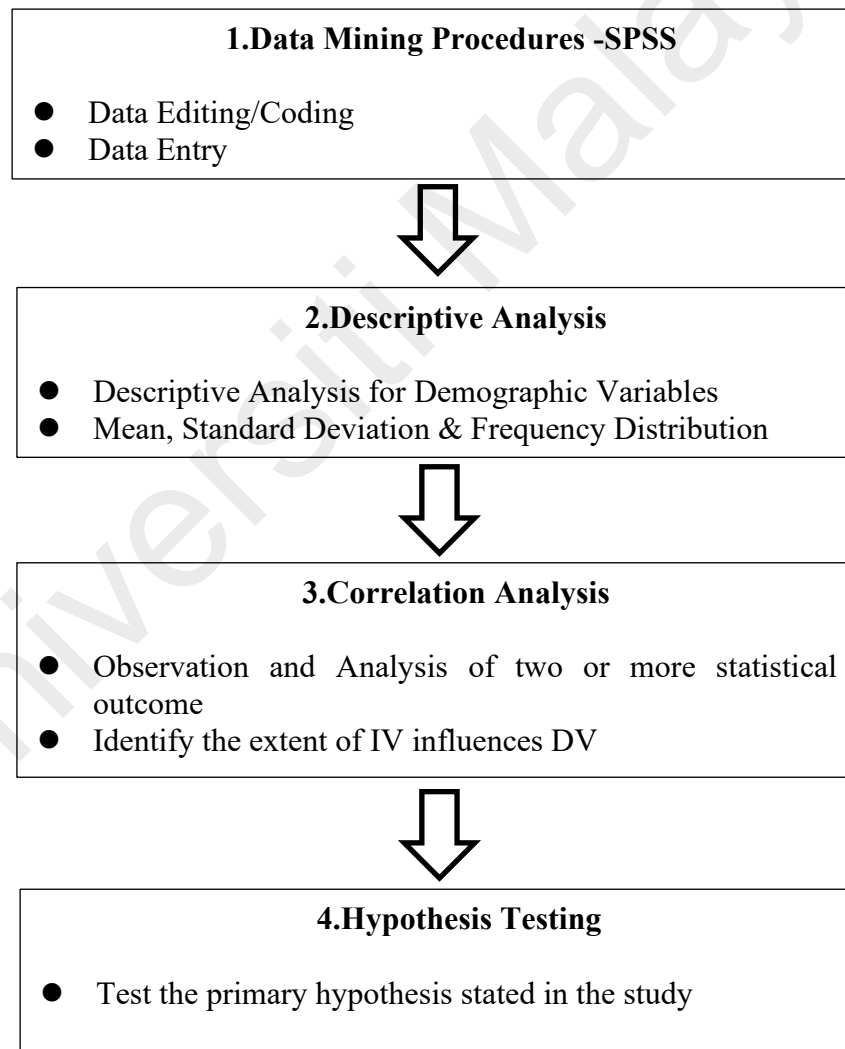 1.Data Mining Procedures -SPSS
● Data Editing/Coding
● Data Entry
2.Descriptive Analysis
● Descriptive Analysis for Demographic Variables
● Mean, Standard Deviation & Frequency Distribution
3.Correlation Analysis
● Observation and Analysis of two or more statistical
outcome
● Identify the extent of IV influences DV
4.Hypothesis Testing
● Test the primary hypothesis stated in the study
niversiti Malay